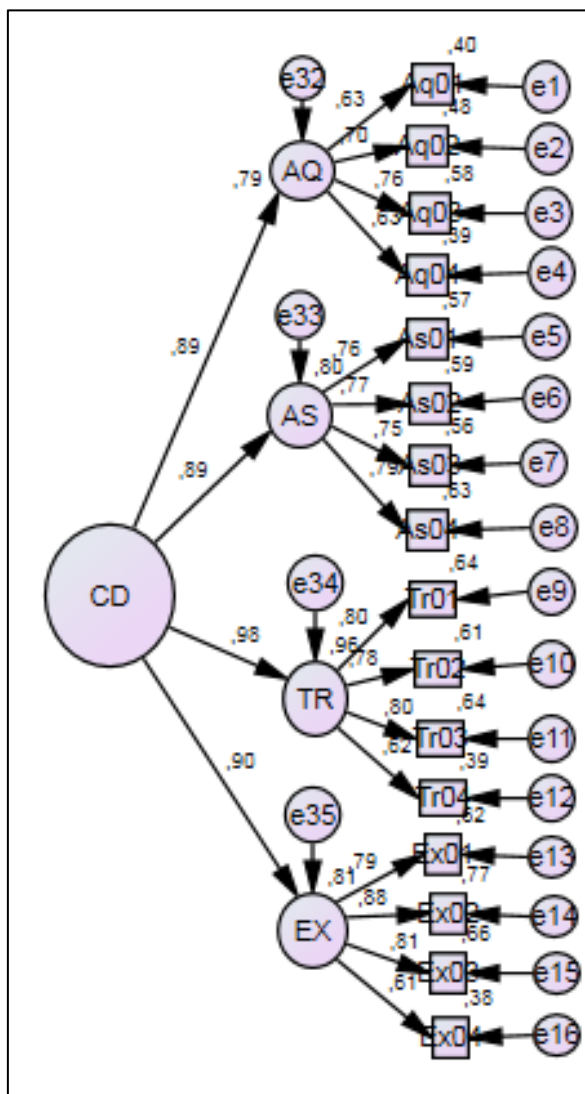 ,40
e32
Aq01
e1
,63
,48
,70
Aq02
e2
,79
AQ
,58
,76
Aq03
e3
,63
,39
Aq04
e4
,57
e33
,76
As01
e5
,89
,80
,59
,77
As02
e6
AS
,56
,75
As03
e7
,89
,79
,63
As04
e8
,64
e34
Tr01
e9
CD
,80
,61
,98
,96
,78
Tr02
e10
TR
,64
,80
Tr03
e11
,62
,39
,90
Tr04
e12
e35
,62
,79
Ex01
e13
,81
,77
,88
Ex02
e14
EX
,66
,81
Ex03
e15
,61
,38
Ex04
e16